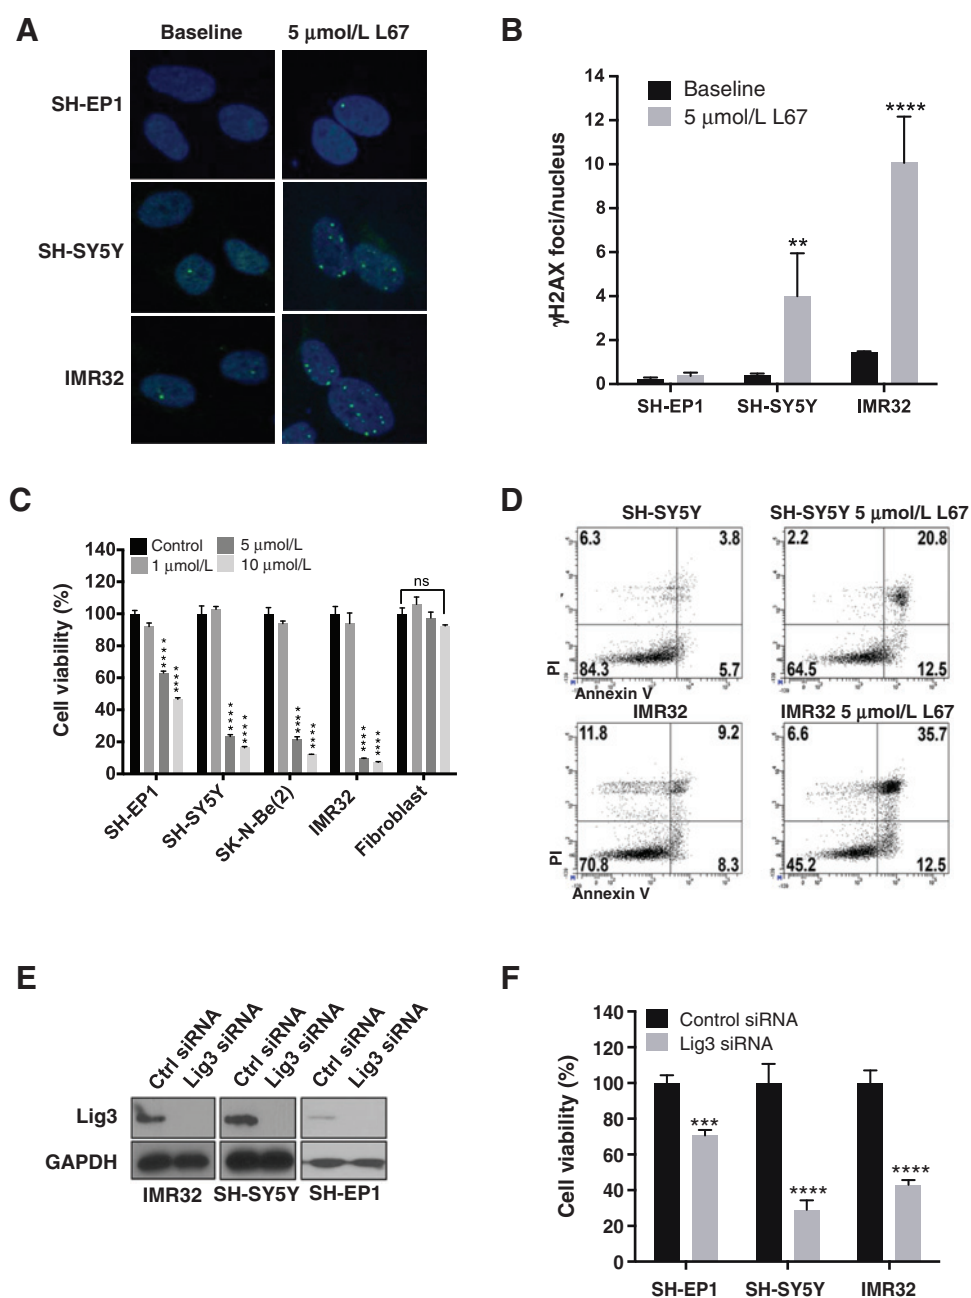 A
Baseline
5 μmol/L L67
SH-EP1
SH-SY5Y
IMR32
B
γH2AX foci/nucleus
14
12
10
8
6
4
2
0
Baseline
5 μmol/L L67
**
****
SH-EP1
SH-SY5Y
IMR32
C
Cell viability (%)
140
120
100
80
60
40
20
0
Control
5 μmol/L
1 μmol/L
10 μmol/L
****
****
****
****
****
****
****
****
ns
SH-EP1
SH-SY5Y
SK-N-Be(2)
IMR32
Fibroblast
D
SH-SY5Y
SH-SY5Y 5 μmol/L L67
6.3
3.8
2.2
20.8
PI
84.3
5.7
64.5
12.5
Annexin V
IMR32
IMR32 5 μmol/L L67
11.8
9.2
6.6
35.7
PI
70.8
8.3
45.2
12.5
Annexin V
E
Ctrl siRNA
Lig3 siRNA
Ctrl siRNA
Lig3 siRNA
Ctrl siRNA
Lig3 siRNA
Lig3
GAPDH
IMR32
SH-SY5Y
SH-EP1
F
Cell viability (%)
140
120
100
80
60
40
20
0
Control siRNA
Lig3 siRNA
***
****
****
SH-EP1
SH-SY5Y
IMR32